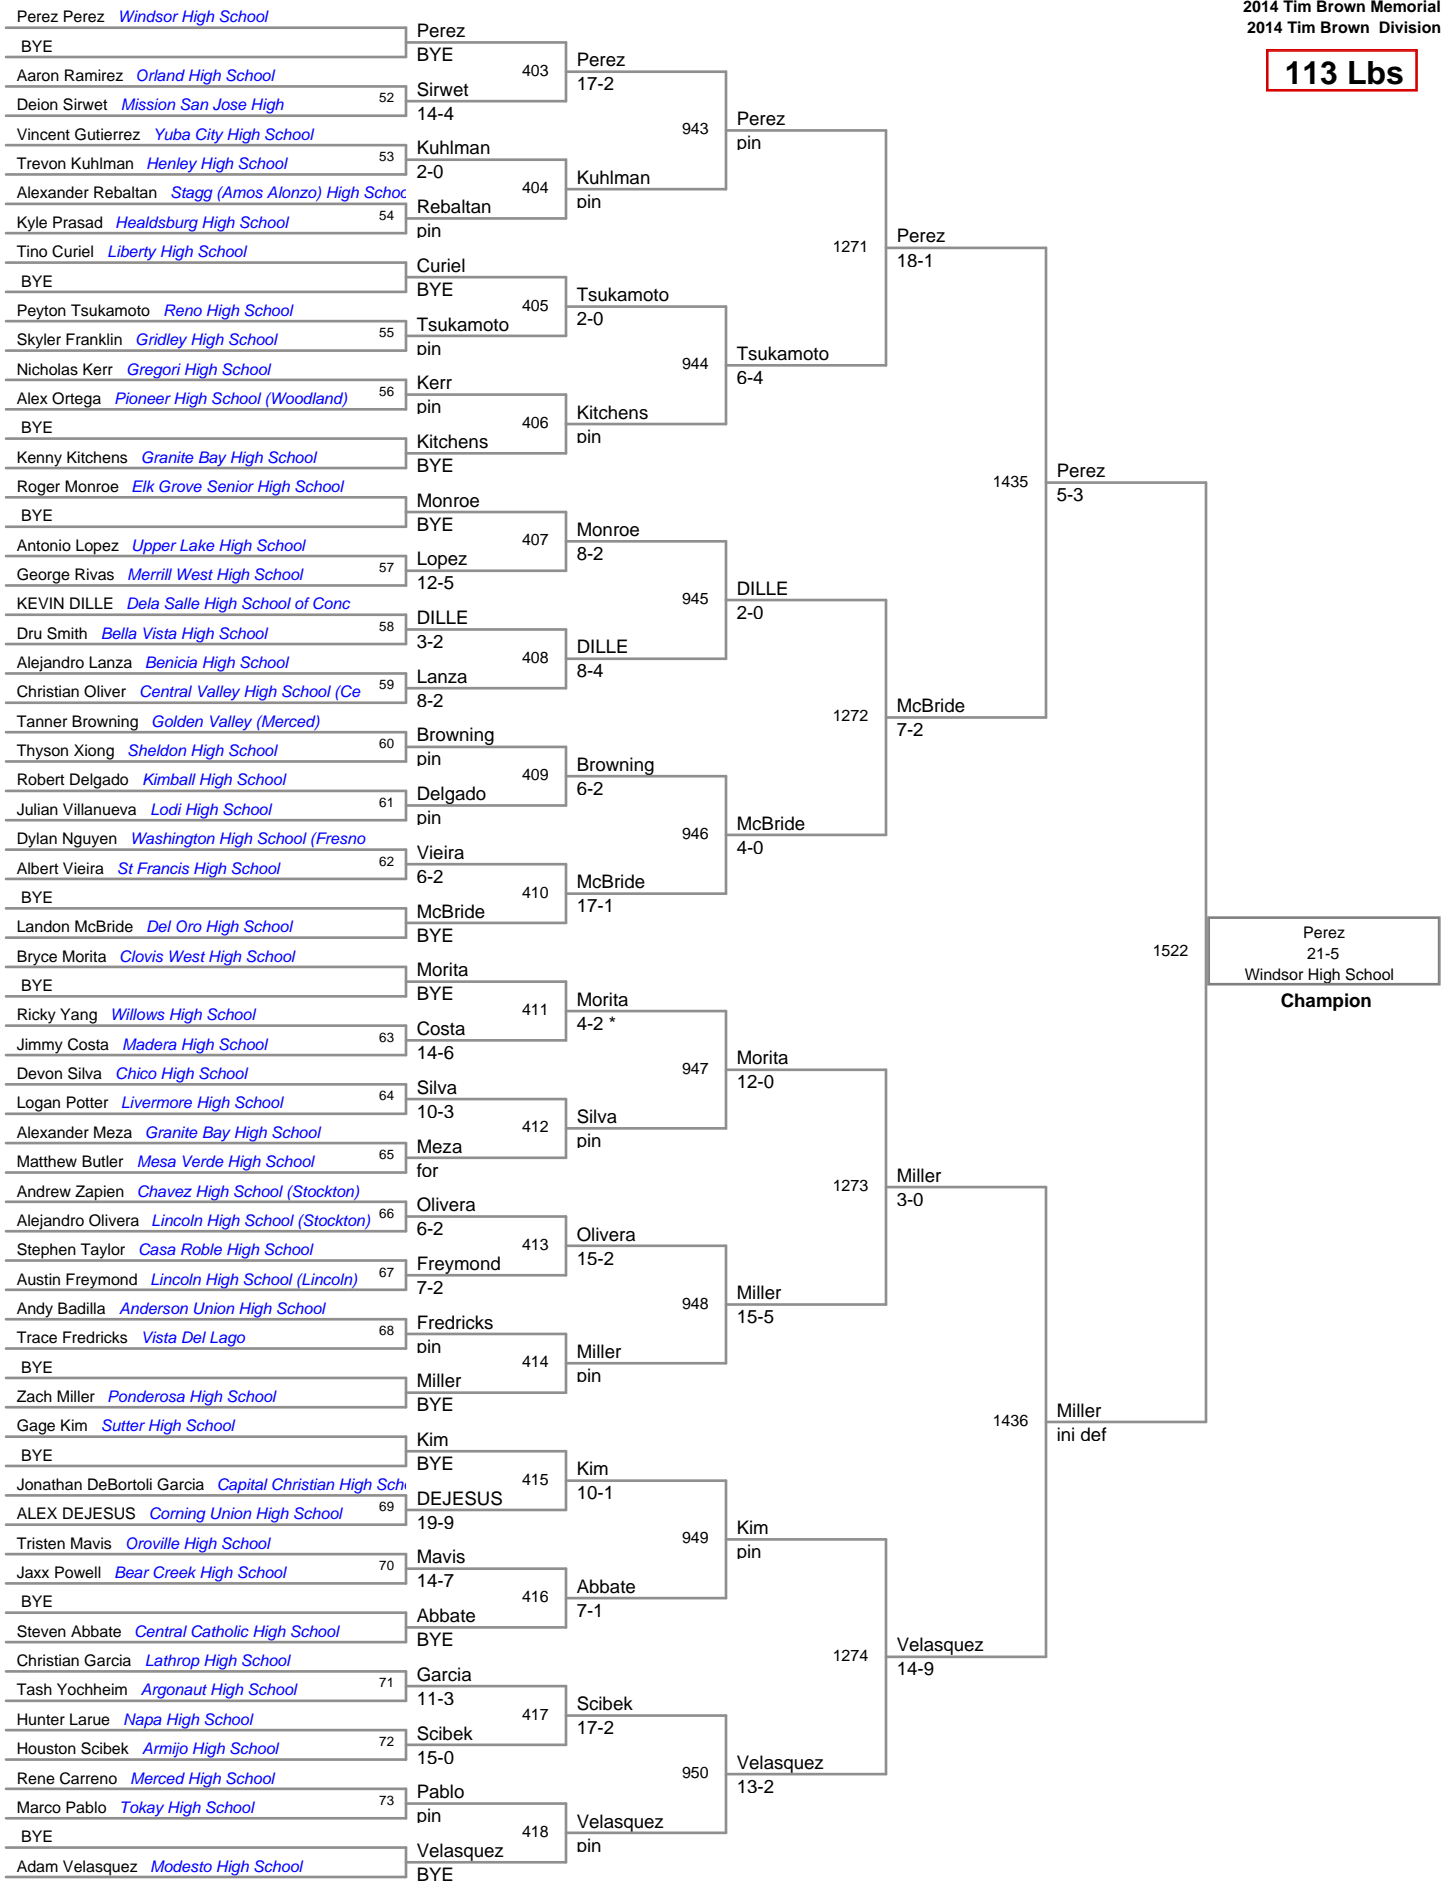 2014 Tim Brown Memorial
2014 Tim Brown Division
113 Lbs
Perez Perez Windsor High School
BYE
Aaron Ramirez Orland High School
Deion Sirwet Mission San Jose High
52
Vincent Gutierrez Yuba City High School
Trevon Kuhlman Henley High School
53
Alexander Rebaltan Stagg (Amos Alonzo) High Schoo
Kyle Prasad Healdsburg High School
54
Tino Curiel Liberty High School
BYE
Peyton Tsukamoto Reno High School
Skyler Franklin Gridley High School
55
Nicholas Kerr Gregori High School
Alex Ortega Pioneer High School (Woodland)
56
BYE
Kenny Kitchens Granite Bay High School
Roger Monroe Elk Grove Senior High School
BYE
Antonio Lopez Upper Lake High School
George Rivas Merrill West High School
57
KEVIN DILLE Dela Salle High School of Conc
Dru Smith Bella Vista High School
58
Alejandro Lanza Benicia High School
Christian Oliver Central Valley High School (Ce
59
Tanner Browning Golden Valley (Merced)
Thyson Xiong Sheldon High School
60
Robert Delgado Kimball High School
Julian Villanueva Lodi High School
61
Dylan Nguyen Washington High School (Fresno
Albert Vieira St Francis High School
62
BYE
Landon McBride Del Oro High School
Bryce Morita Clovis West High School
BYE
Ricky Yang Willows High School
Jimmy Costa Madera High School
63
Devon Silva Chico High School
Logan Potter Livermore High School
64
Alexander Meza Granite Bay High School
Matthew Butler Mesa Verde High School
65
Andrew Zapien Chavez High School (Stockton)
Alejandro Olivera Lincoln High School (Stockton)
66
Stephen Taylor Casa Roble High School
Austin Freymond Lincoln High School (Lincoln)
67
Andy Badilla Anderson Union High School
Trace Fredricks Vista Del Lago
68
BYE
Zach Miller Ponderosa High School
Gage Kim Sutter High School
BYE
Jonathan DeBortoli Garcia Capital Christian High Sch
ALEX DEJESUS Corning Union High School
69
Tristen Mavis Oroville High School
Jaxx Powell Bear Creek High School
70
BYE
Steven Abbate Central Catholic High School
Christian Garcia Lathrop High School
Tash Yochheim Argonaut High School
71
Hunter Larue Napa High School
Houston Scibek Armijo High School
72
Rene Carreno Merced High School
Marco Pablo Tokay High School
73
BYE
Adam Velasquez Modesto High School
Perez
BYE
403
Sirwet
14-4
Kuhlman
2-0
404
Rebaltan
pin
Curiel
BYE
405
Tsukamoto
pin
Kerr
pin
406
Kitchens
BYE
Monroe
BYE
407
Lopez
12-5
DILLE
3-2
408
Lanza
8-2
Browning
pin
409
Delgado
pin
Vieira
6-2
410
McBride
BYE
Morita
BYE
411
Costa
14-6
Silva
10-3
412
Meza
for
Olivera
6-2
413
Freymond
7-2
Fredricks
pin
414
Miller
BYE
Kim
BYE
415
DEJESUS
19-9
Mavis
14-7
416
Abbate
BYE
Garcia
11-3
417
Scibek
15-0
Pablo
pin
418
Velasquez
BYE
Perez
17-2
943
Kuhlman
pin
Tsukamoto
2-0
944
Kitchens
pin
Monroe
8-2
945
DILLE
8-4
Browning
6-2
946
McBride
17-1
Morita
4-2 *
947
Silva
pin
Olivera
15-2
948
Miller
pin
Kim
10-1
949
Abbate
7-1
Scibek
17-2
950
Velasquez
pin
Perez
pin
1271
Tsukamoto
6-4
DILLE
2-0
1272
McBride
4-0
Morita
12-0
1273
Miller
15-5
Kim
pin
1274
Velasquez
13-2
Perez
18-1
1435
McBride
7-2
Miller
3-0
1436
Velasquez
14-9
Perez
5-3
1522
Miller
inj def
Perez
21-5
Windsor High School
Champion